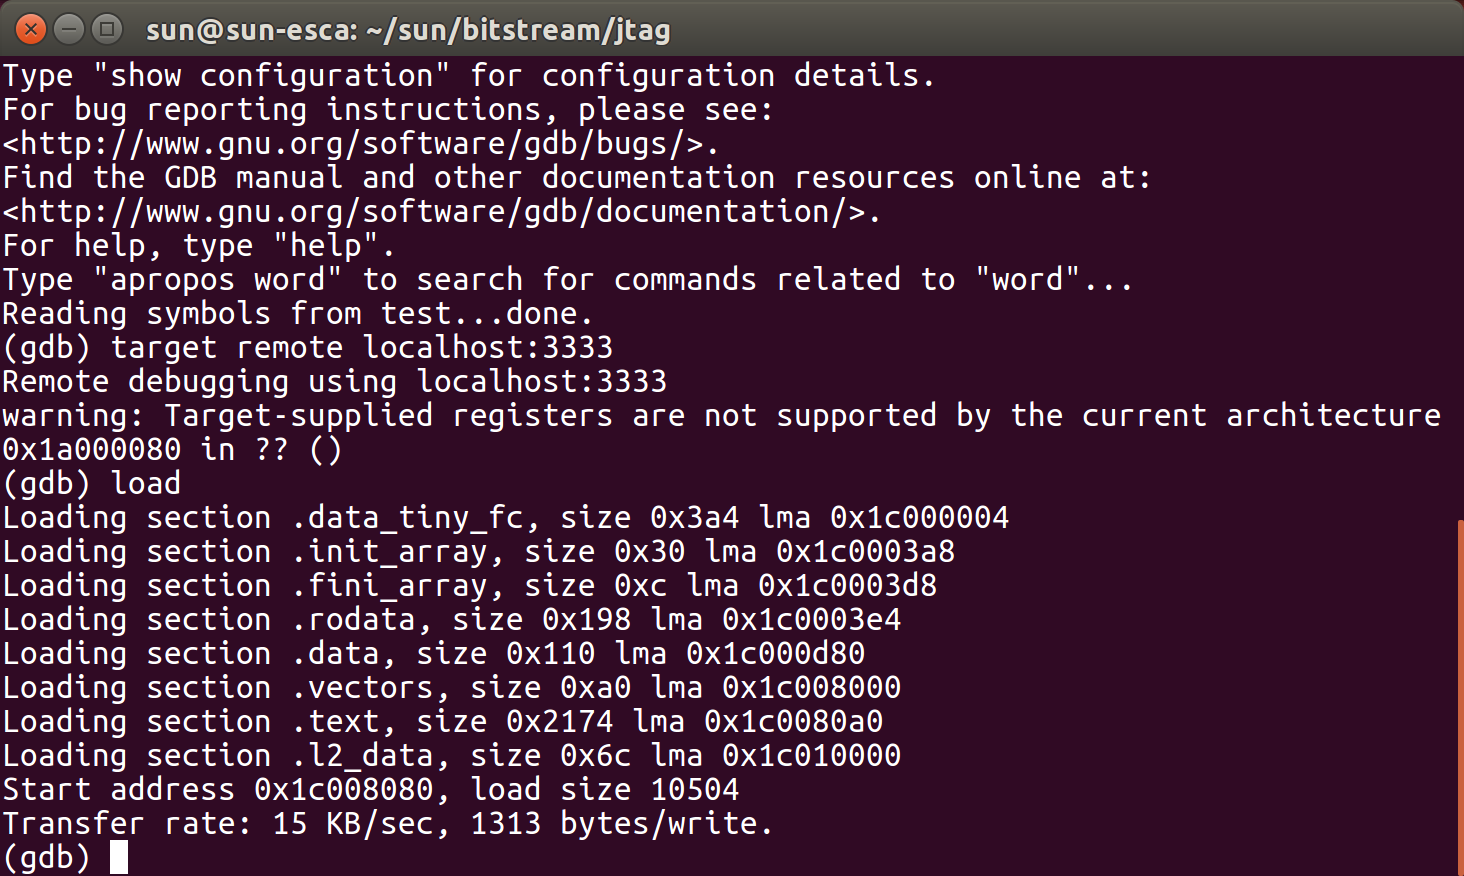 sun@sun-esca: ~/sun/bitstream/jtag
Type "show configuration" for configuration details.
For bug reporting instructions, please see:
<http://www.gnu.org/software/gdb/bugs/>.
Find the GDB manual and other documentation resources online at:
<http://www.gnu.org/software/gdb/documentation/>.
For help, type "help".
Type "apropos word" to search for commands related to "word"...
Reading symbols from test...done.
(gdb) target remote localhost:3333
Remote debugging using localhost:3333
warning: Target-supplied registers are not supported by the current architecture
0x1a000080 in ?? ()
(gdb) load
Loading section .data_tiny_fc, size 0x3a4 lma 0x1c000004
Loading section .init_array, size 0x30 lma 0x1c0003a8
Loading section .fini_array, size 0xc lma 0x1c0003d8
Loading section .rodata, size 0x198 lma 0x1c0003e4
Loading section .data, size 0x110 lma 0x1c000d80
Loading section .vectors, size 0xa0 lma 0x1c008000
Loading section .text, size 0x2174 lma 0x1c0080a0
Loading section .l2_data, size 0x6c lma 0x1c010000
Start address 0x1c008080, load size 10504
Transfer rate: 15 KB/sec, 1313 bytes/write.
(gdb)